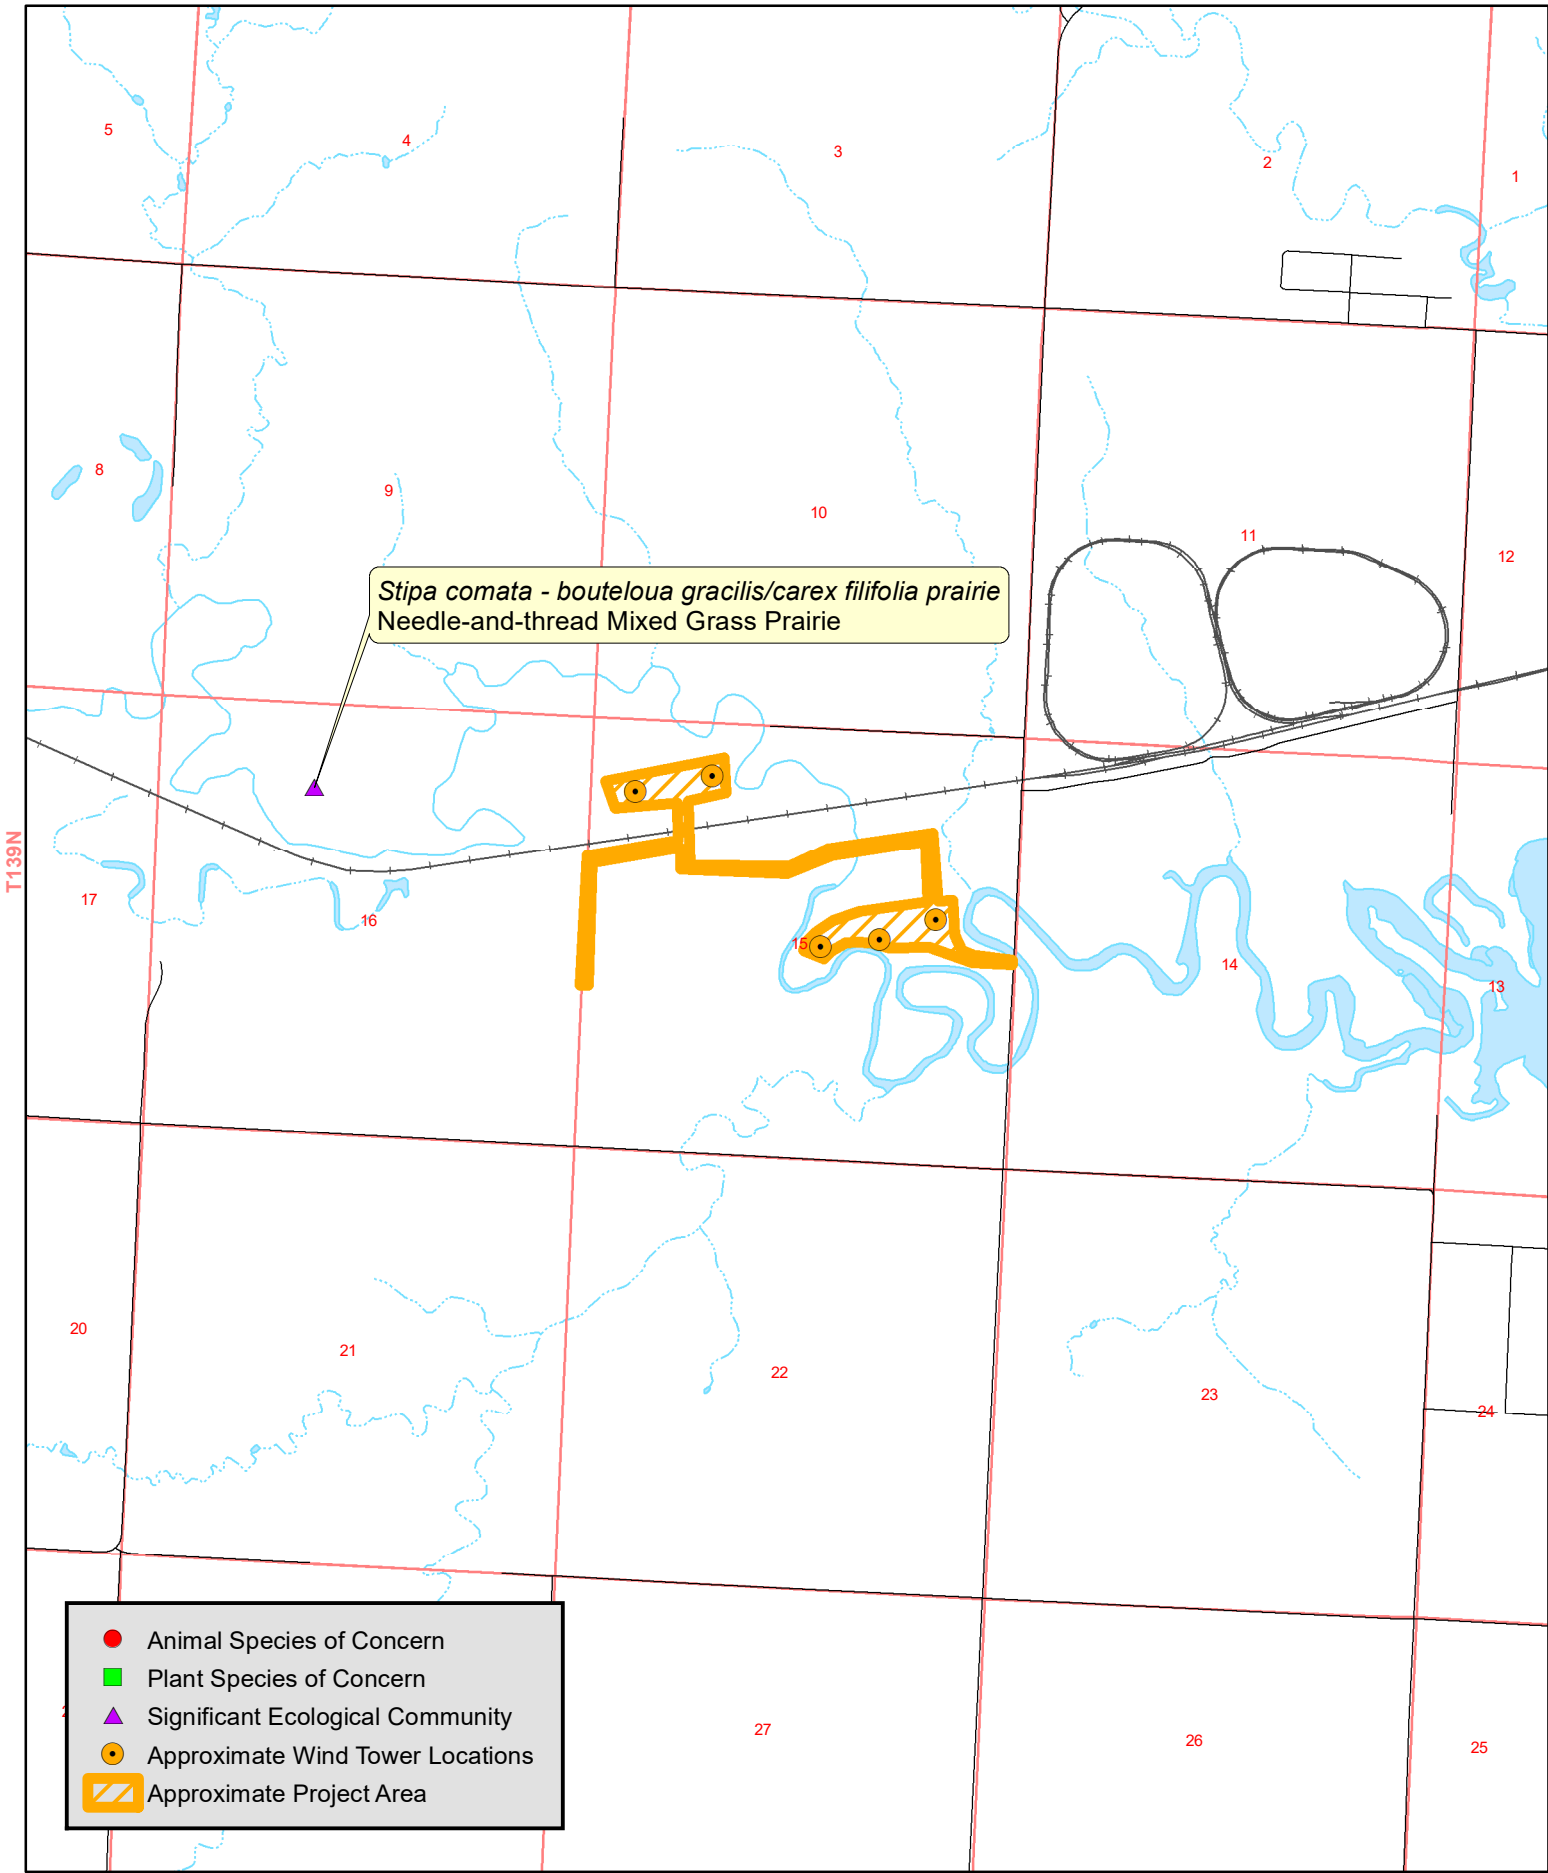 5
4
3
2
1
8
9
10
11
12
Stipa comata - bouteloua gracilis/carex filifolia prairie
Needle-and-thread Mixed Grass Prairie
T139N
17
16
15
14
13
20
21
22
23
24
27
26
25
Animal Species of Concern
Plant Species of Concern
Significant Ecological Community
Approximate Wind Tower Locations
Approximate Project Area